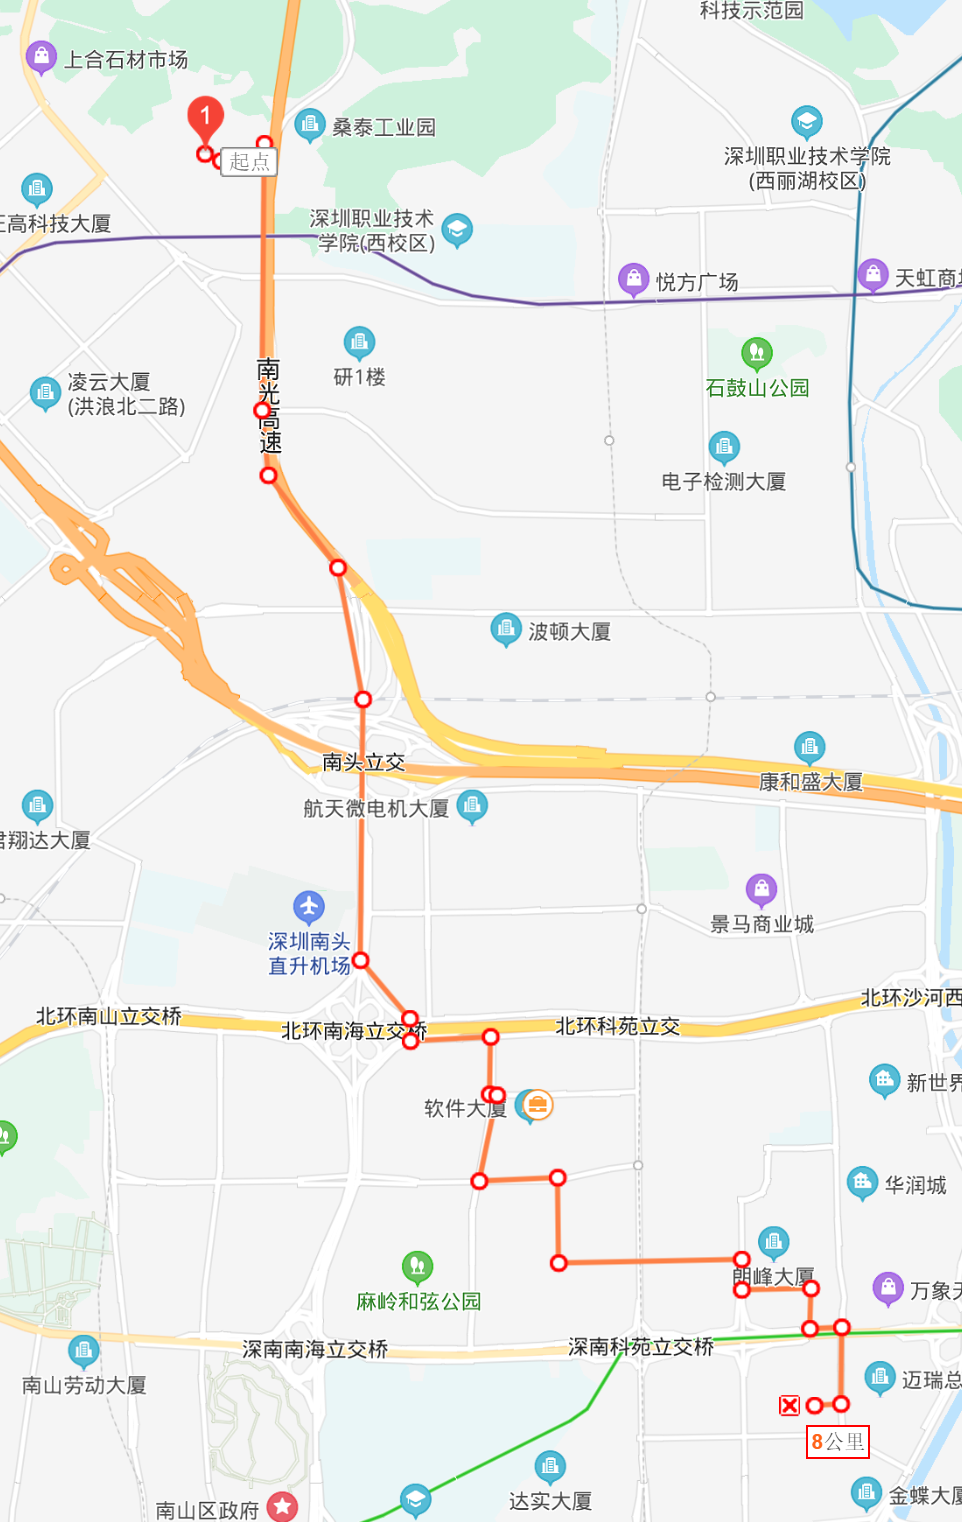 科技示范园
上合石材市场
1
桑泰工业园
起点
深圳职业技术学院
(西丽湖校区)
高科技大厦
深圳职业技术
学院(西校区)
悦方广场
天虹商
南光高速
研1楼
凌云大厦
(洪浪北二路)
石鼓山公园
电子检测大厦
波顿大厦
南头立交
康和盛大厦
航天微电机大厦
翔达大厦
景马商业城
深圳南头
直升机场
北环沙河西
北环南山立交桥
北环南海立交桥
北环科苑立交
新世界
软件大厦
华润城
朗峰大厦
万象天
麻岭和弦公园
深南南海立交桥
深南科苑立交桥
南山劳动大厦
迈瑞总
8公里
达实大厦
金蝶大厦
南山区政府